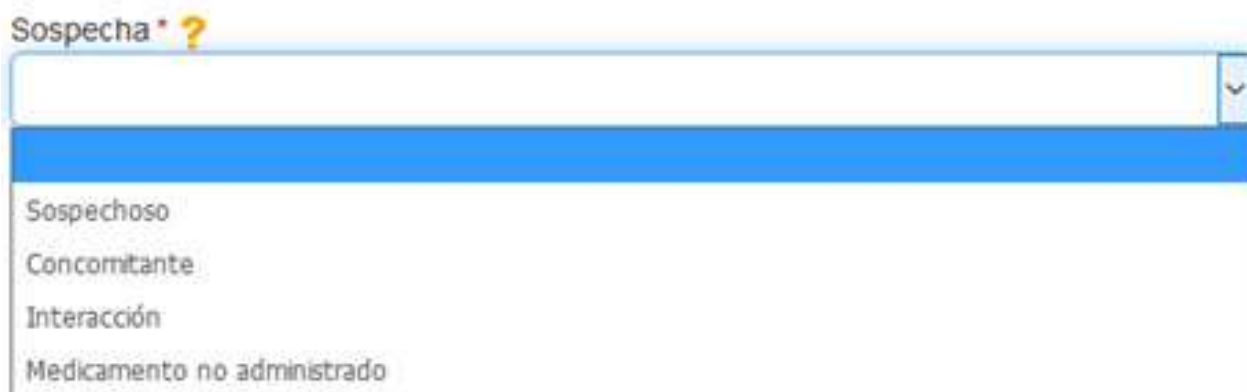 Sospecha * ?
Sospechoso
Concomitante
Interacción
Medicamento no administrado